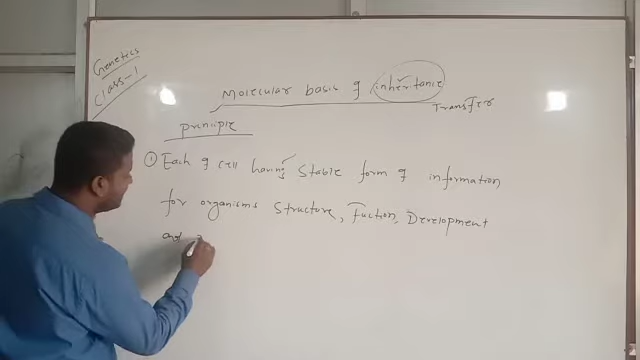 Genetics
Class-1
Molecular basis of inheritance
Transfer
Principle
① Each of cell having stable form of information
for organisms structure, Fuction, Development
and